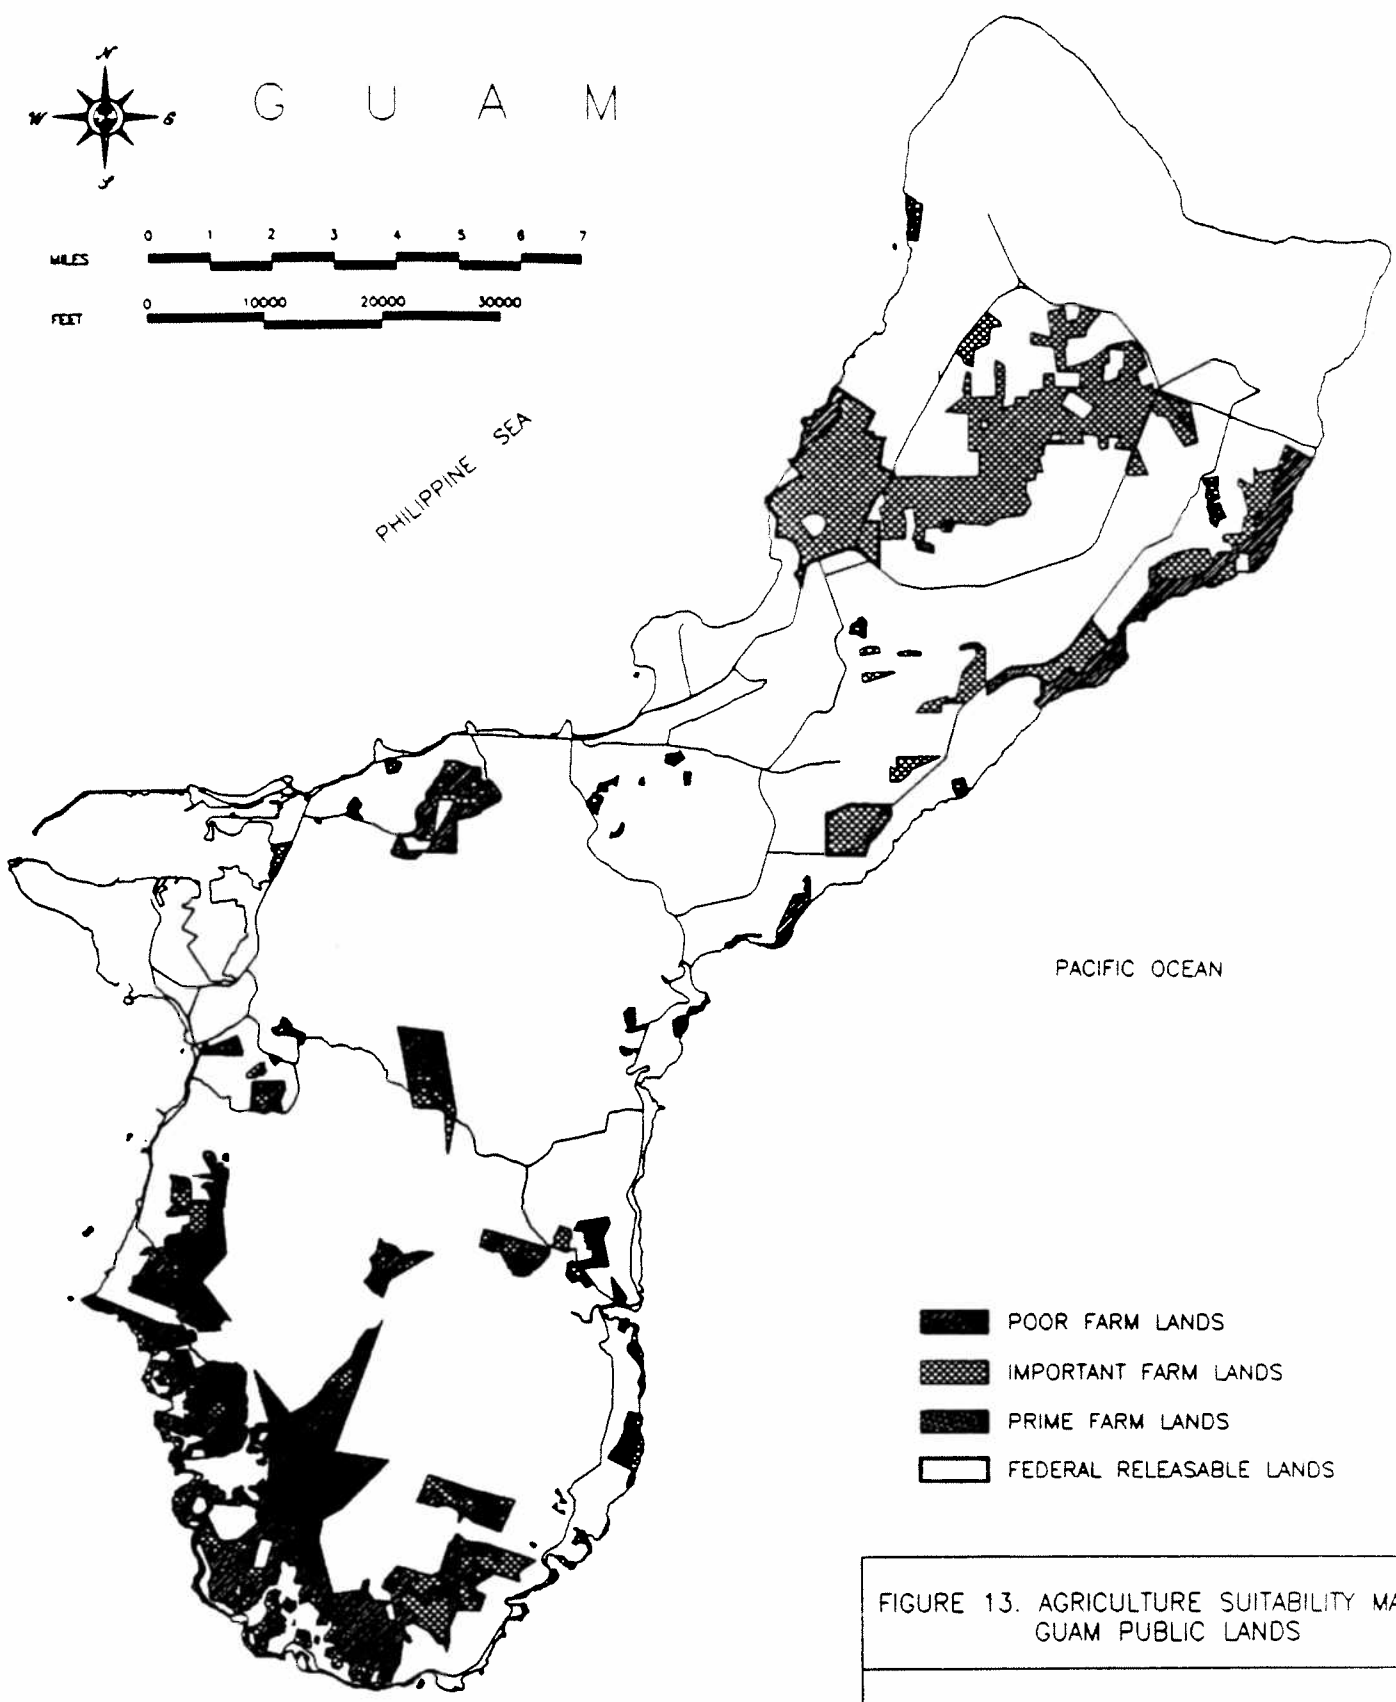 N
W
E
S
G U A M
0 1 2 3 4 5 6 7
MILES
0 10000 20000 30000
FEET
PHILIPPINE SEA
PACIFIC OCEAN
POOR FARM LANDS
IMPORTANT FARM LANDS
PRIME FARM LANDS
FEDERAL RELEASABLE LANDS
FIGURE 13. AGRICULTURE SUITABILITY MA
GUAM PUBLIC LANDS